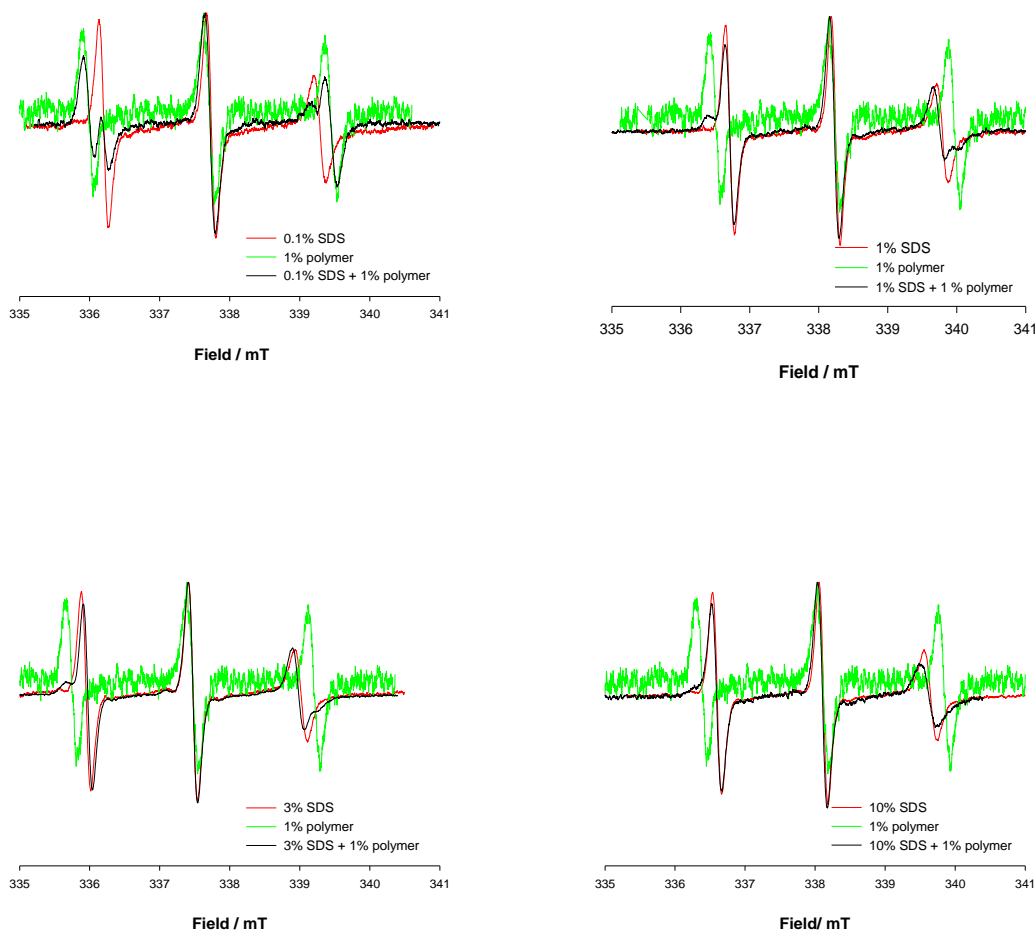 0.1% SDS
1% polymer
0.1% SDS + 1% polymer
335 336 337 338 339 340 341
Field / mT
1% SDS
1% polymer
1% SDS + 1 % polymer
335 336 337 338 339 340 341
Field / mT
3% SDS
1% polymer
3% SDS + 1% polymer
335 336 337 338 339 340 341
Field / mT
10% SDS
1% polymer
10% SDS + 1% polymer
335 336 337 338 339 340 341
Field/ mT